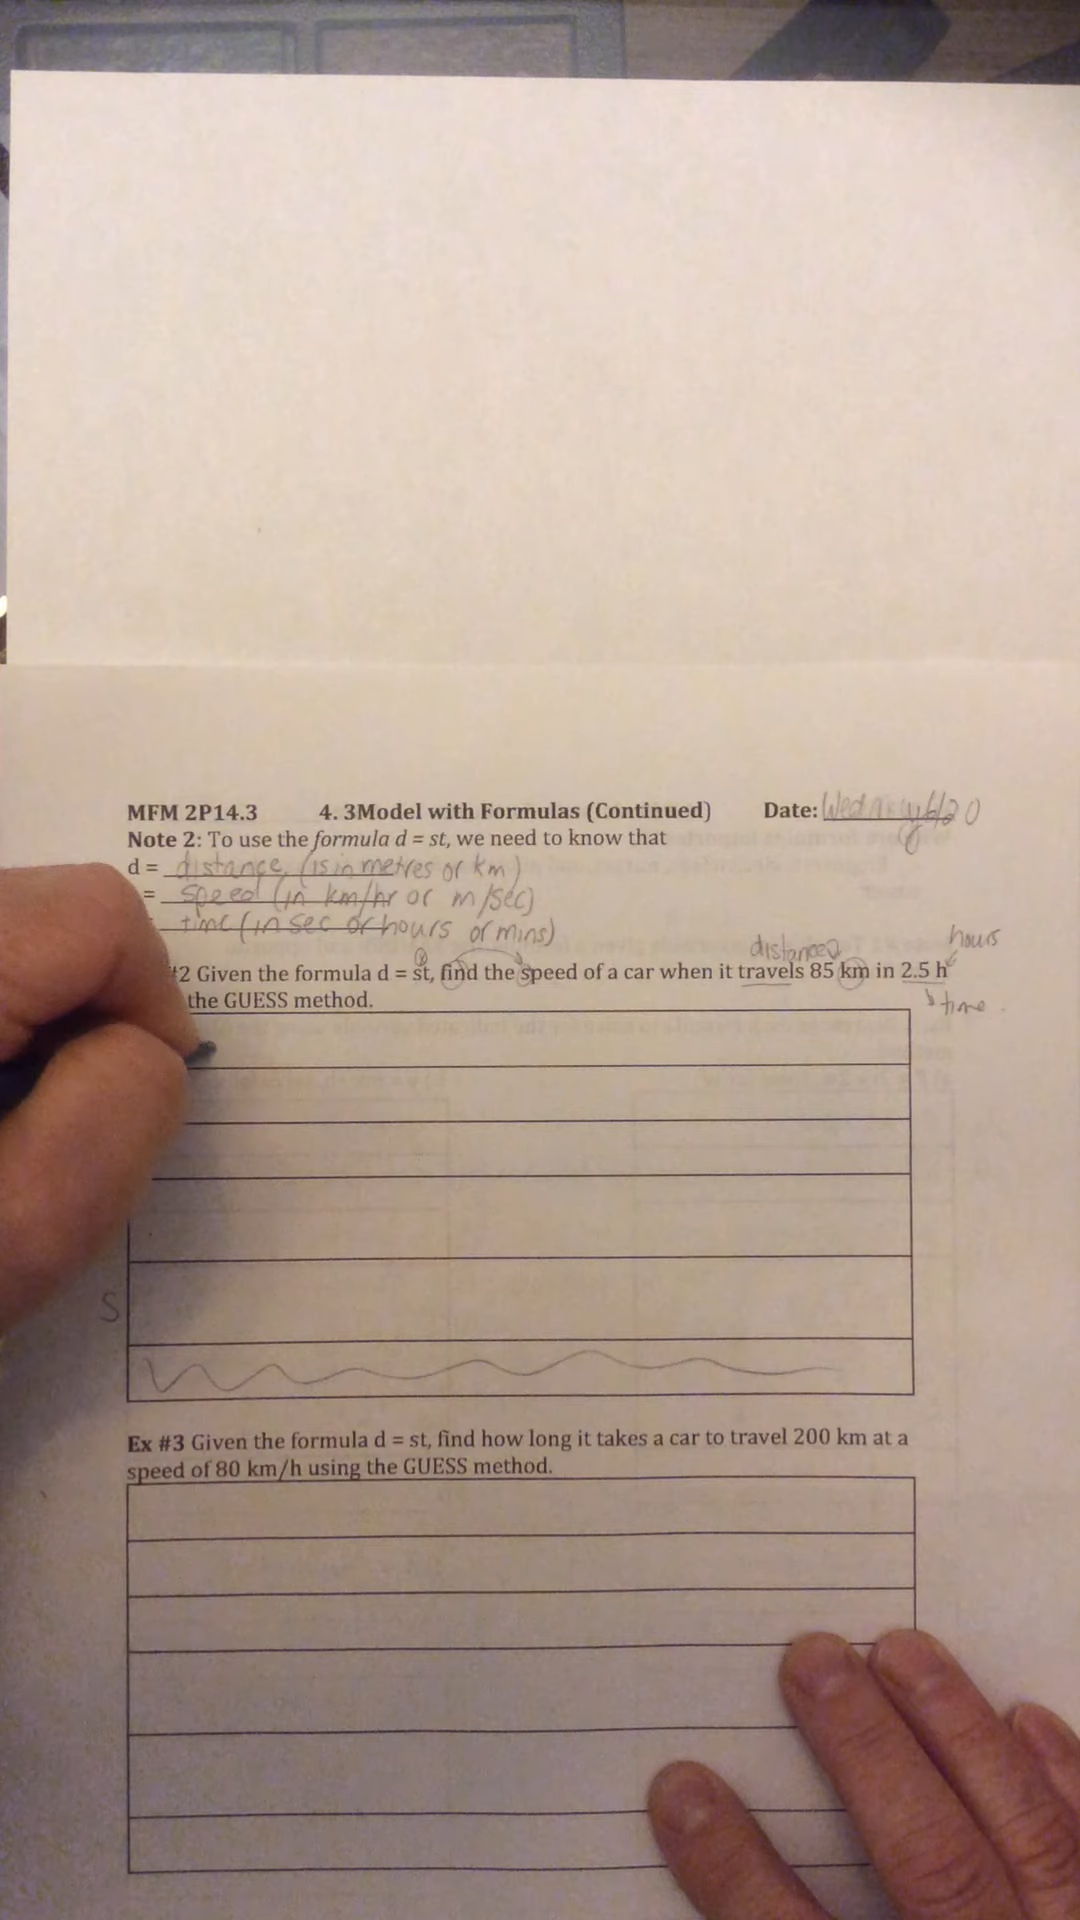 MFM 2P14.3 4. 3Model with Formulas (Continued) Date:
Note 2: To use the formula d = st, we need to know that
d = distance (is in metres or km)
= speed (in km/hr or m/sec)
time (in sec or hours or mins)
distance hours
#2 Given the formula d = st, find the speed of a car when it travels 85 km in 2.5 h
the GUESS method.
time
S
Ex #3 Given the formula d = st, find how long it takes a car to travel 200 km at a
speed of 80 km/h using the GUESS method.